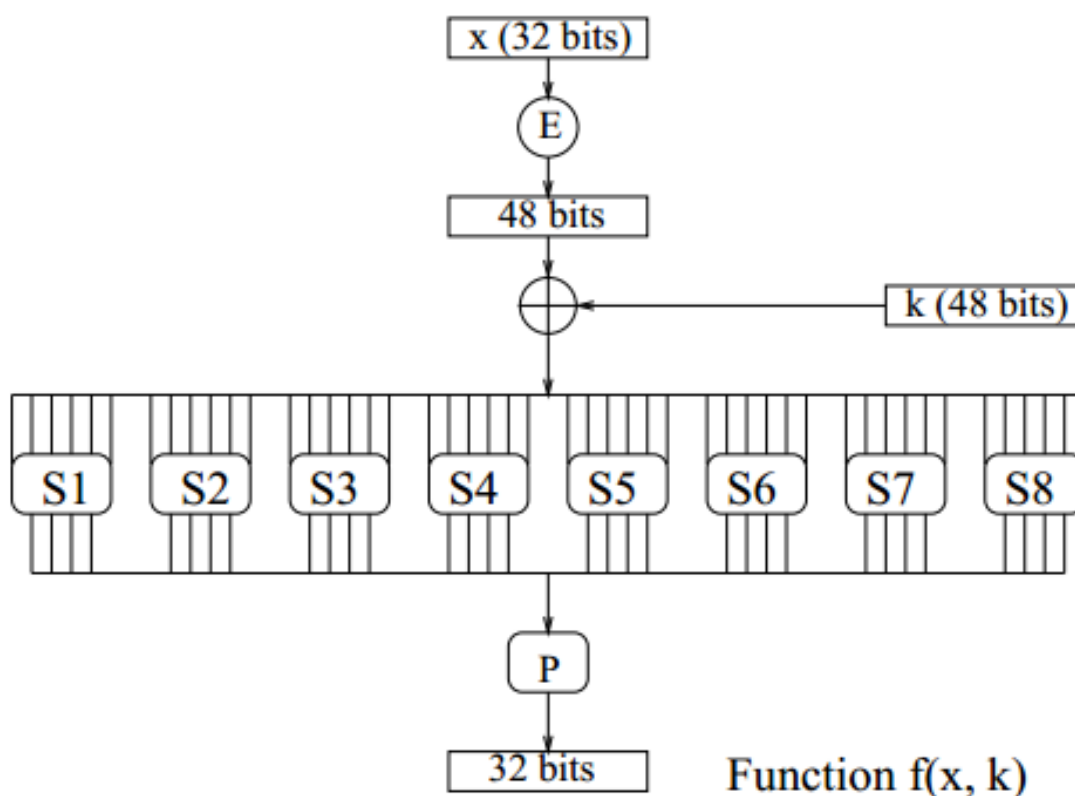 x (32 bits)
E
48 bits
k (48 bits)
S1 S2 S3 S4 S5 S6 S7 S8
P
32 bits
Function f(x, k)